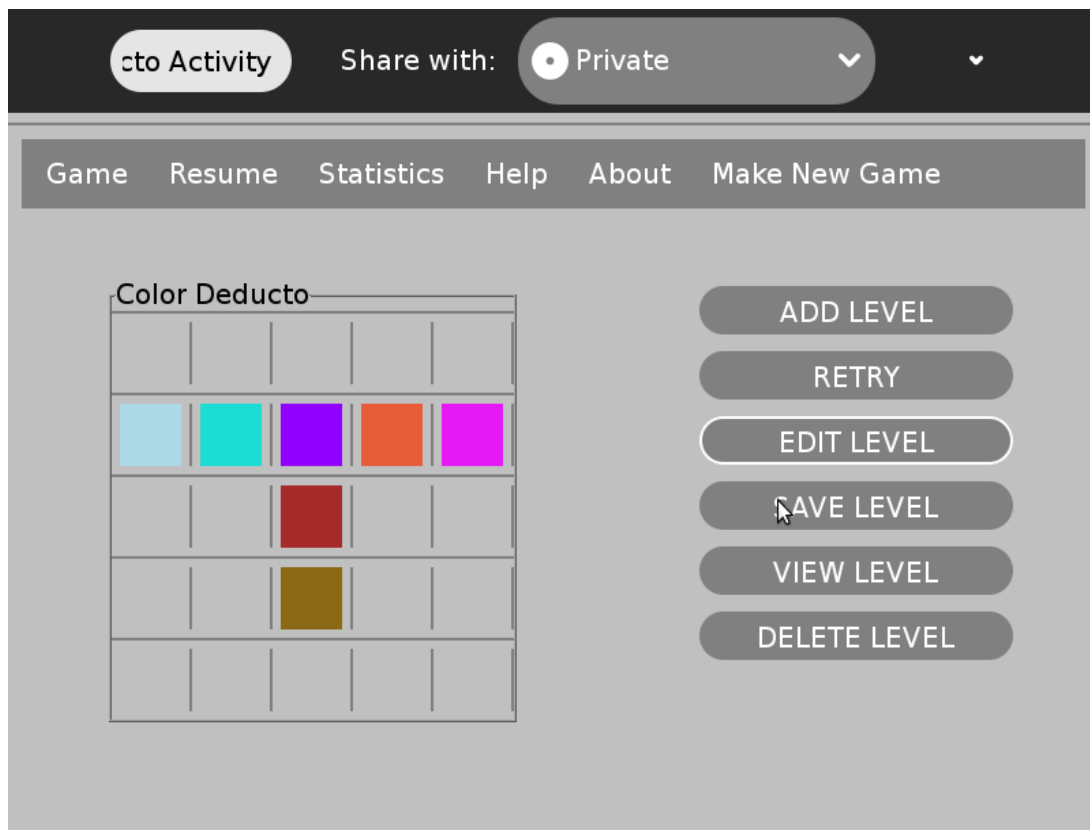 cto Activity Share with: Private
Game Resume Statistics Help About Make New Game
Color Deducto
ADD LEVEL
RETRY
EDIT LEVEL
SAVE LEVEL
VIEW LEVEL
DELETE LEVEL